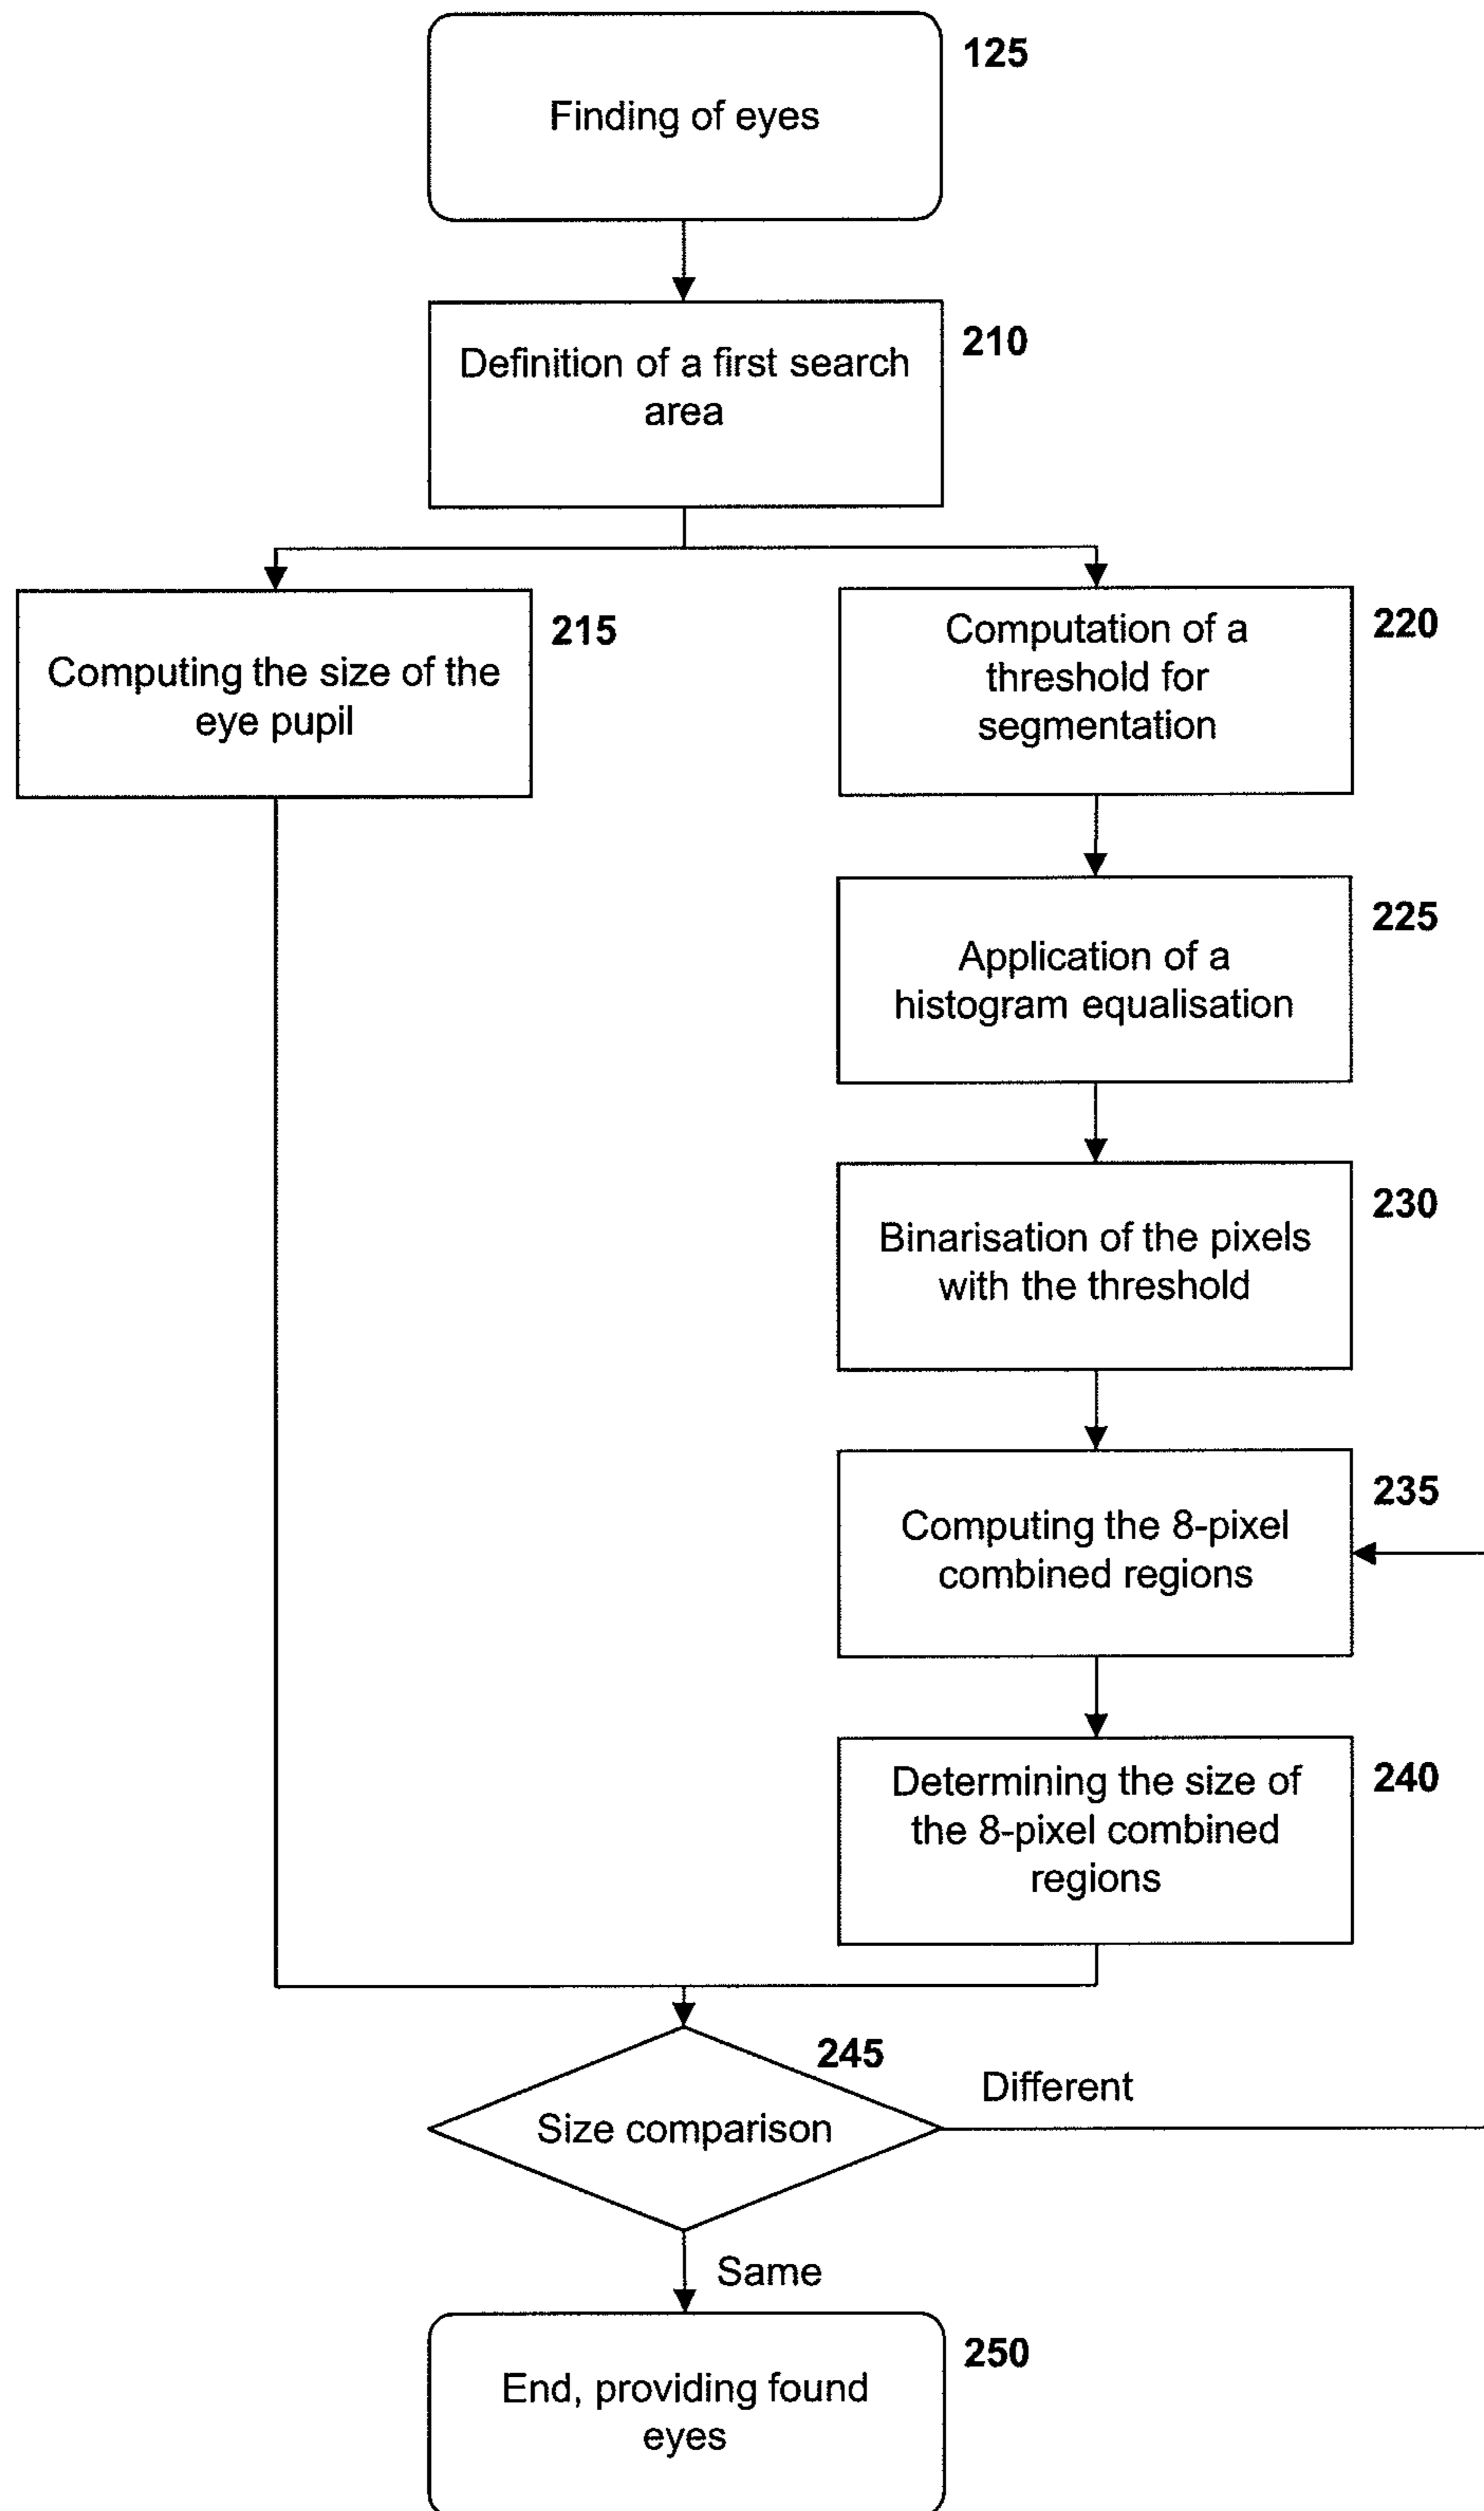 Finding of eyes
125
Definition of a first search
area
210
Computing the size of the
eye pupil
215
Computation of a
threshold for
segmentation
220
Application of a
histogram equalisation
225
Binarisation of the pixels
with the threshold
230
Computing the 8-pixel
combined regions
235
Determining the size of
the 8-pixel combined
regions
240
245
Size comparison
Different
Same
End, providing found
eyes
250